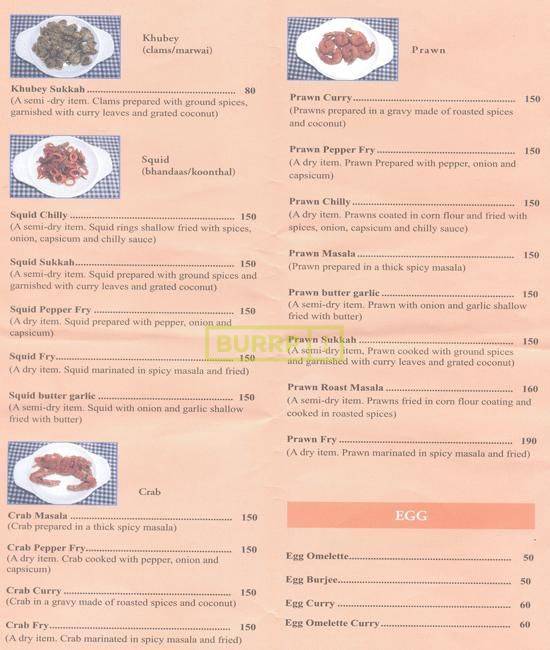 Khubey
(clams/marwai)
Khubey Sukkah 80
(A semi -dry item. Clams prepared with ground spices,
garnished with curry leaves and grated coconut)
Squid
(bhandaas/koonthal)
Squid Chilly 150
(A semi-dry item. Squid rings shallow fried with spices,
onion, capsicum and chilly sauce)
Squid Sukkah 150
(A semi-dry item. Squid prepared with ground spices and
garnished with curry leaves and grated coconut)
Squid Pepper Fry 150
(A dry item. Squid prepared with pepper, onion and
capsicum)
Squid Fry 150
(A dry item. Squid marinated in spicy masala and fried)
Squid butter garlic 150
(A semi-dry item. Squid with onion and garlic shallow
fried with butter)
Crab
Crab Masala 150
(Crab prepared in a thick spicy masala)
Crab Pepper Fry 150
(A dry item. Crab cooked with pepper, onion and
capsicum)
Crab Curry 150
(Crab in a gravy made of roasted spices and coconut)
Crab Fry 150
(A dry item. Crab marinated in spicy masala and fried)
Prawn
Prawn Curry 150
(Prawns prepared in a gravy made of roasted spices
and coconut)
Prawn Pepper Fry 150
(A dry item. Prawn Prepared with pepper, onion and
capsicum)
Prawn Chilly 150
(A dry item. Prawns coated in corn flour and fried with
spices, onion, capsicum and chilly sauce)
Prawn Masala 150
(Prawn prepared in a thick spicy masala)
Prawn butter garlic 150
(A semi-dry item. Prawn with onion and garlic shallow
fried with butter)
Prawn Sukkah 150
(A semi-dry item, Prawn cooked with ground spices
and garnished with curry leaves and grated coconut)
Prawn Roast Masala 160
(A semi-dry item. Prawns fried in corn flour coating and
cooked in roasted spices)
Prawn Fry 190
(A dry item. Prawn marinated in spicy masala and fried)
EGG
Egg Omelette 50
Egg Burjee 50
Egg Curry 60
Egg Omelette Curry 60